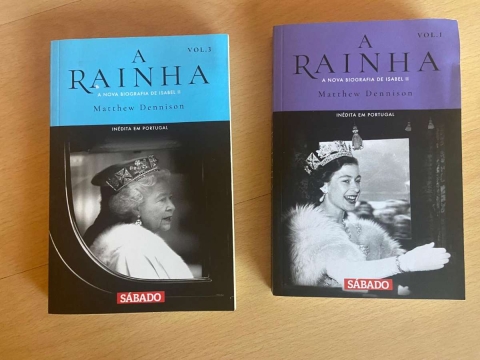 A
VOL.3
RAINHA
A NOVA BIOGRAFIA DE ISABEL II
Matthew Dennison
INÉDITA EM PORTUGAL
SÁBADO
A
VOL.1
RAINHA
A NOVA BIOGRAFIA DE ISABEL II
Matthew Dennison
INÉDITA EM PORTUGAL
SÁBADO